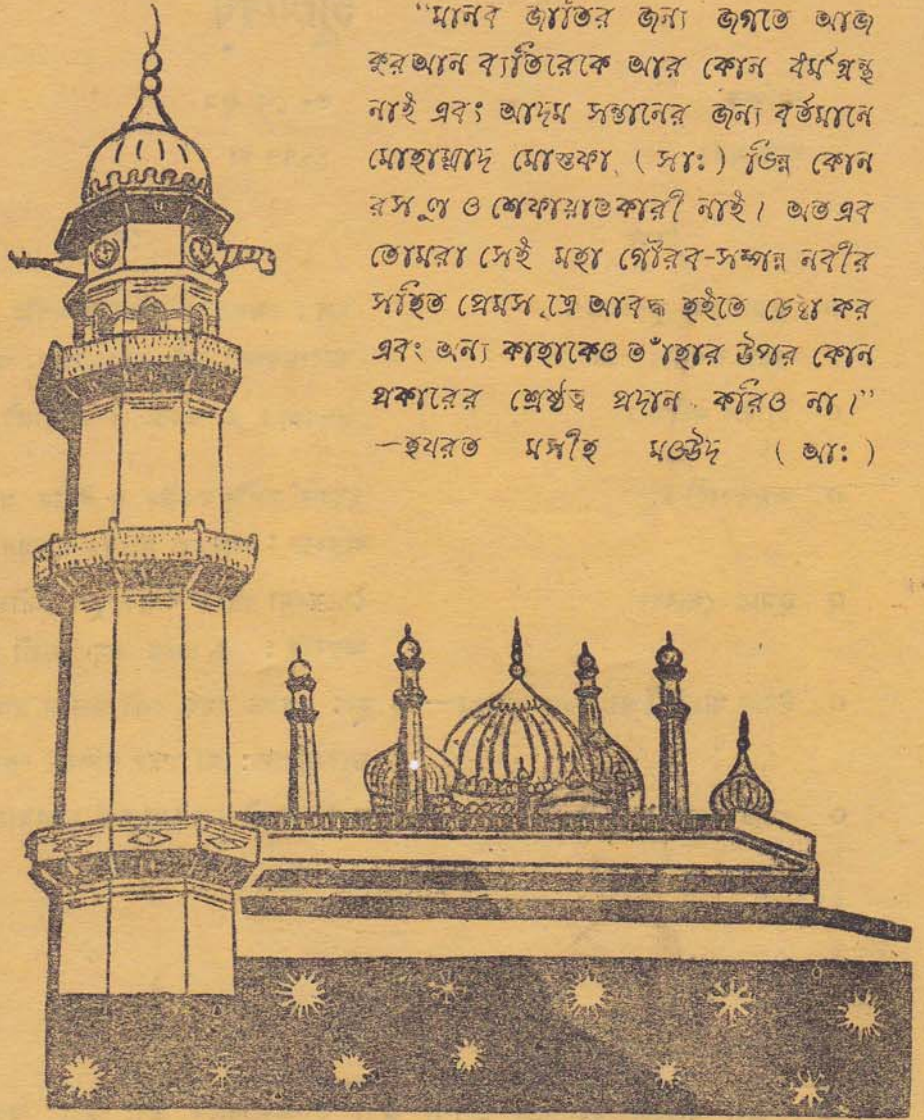 "মানব জাতির জন্য জগতে আজ
কুরআন ব্যতিরেকে আর কোন ধর্মগ্রন্থ
নাই এবং আদম সন্তানের জন্য বর্তমানে
মোহাম্মাদ মোস্তফা (সাঃ) ভিন্ন কোন
রসূল ও শেফায়াতকারী নাই। অতএব
তোমরা সেই মহা গৌরব-সম্পন্ন নবীর
সহিত প্রেমসূত্রে আবদ্ধ হইতে চেষ্টা কর
এবং অন্য কাহাকেও তাঁহার উপর কোন
প্রকারের শ্রেষ্ঠত্ব প্রদান করিও না।"
—হযরত মসীহ মওউদ (আঃ)